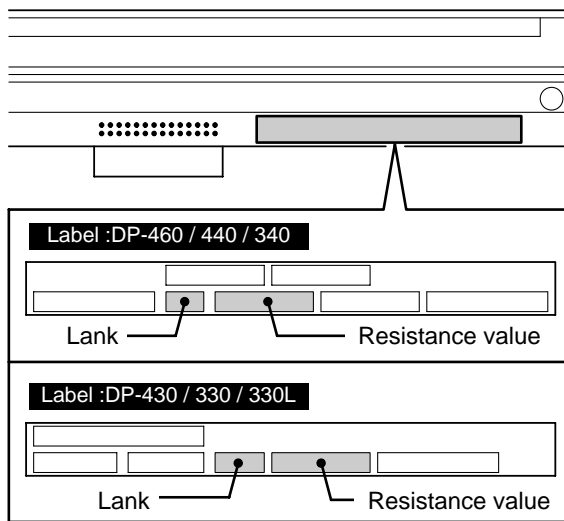 Label :DP-460 / 440 / 340
Lank Resistance value
Label :DP-430 / 330 / 330L
Lank Resistance value